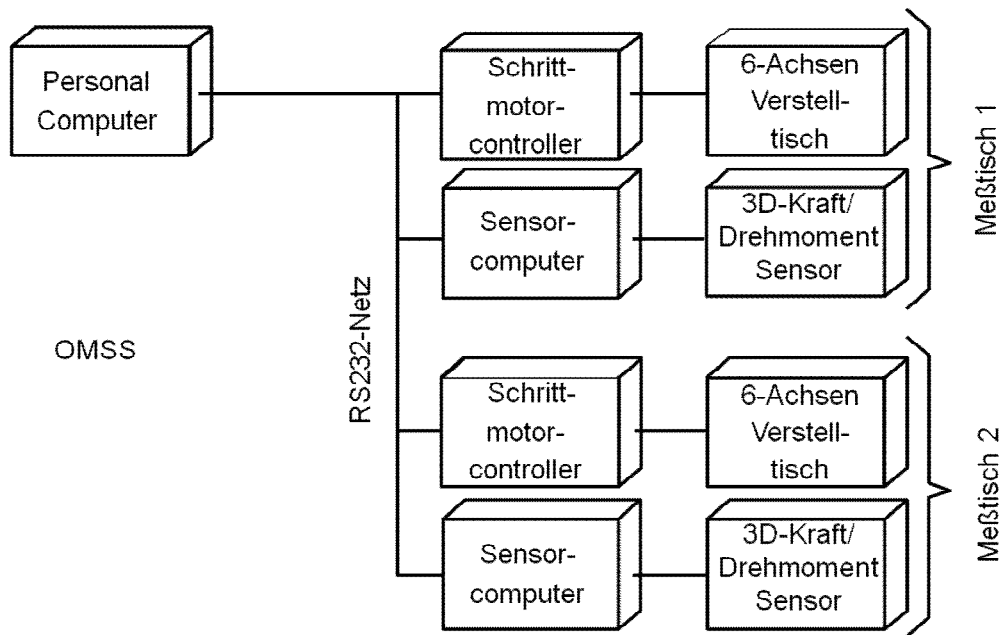 Personal
Computer
Schritt-
motor-
controller
6-Achsen
Verstell-
tisch
Sensor-
computer
3D-Kraft/
Drehmoment
Sensor
Meßtisch 1
OMSS
RS232-Netz
Schritt-
motor-
controller
6-Achsen
Verstell-
tisch
Sensor-
computer
3D-Kraft/
Drehmoment
Sensor
Meßtisch 2